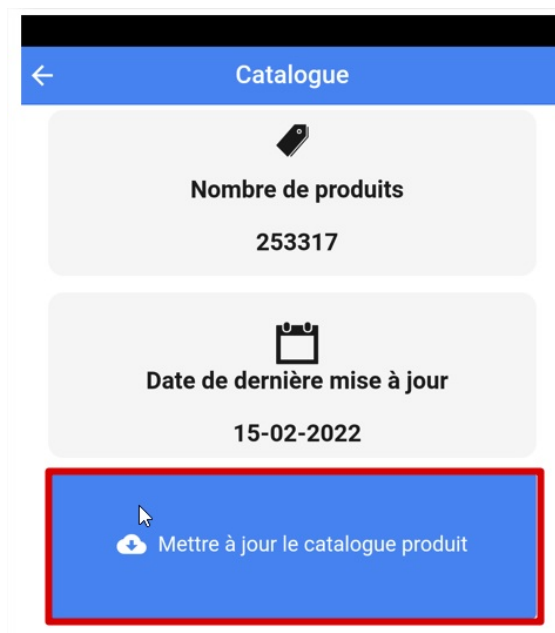 Catalogue
Nombre de produits
253317
Date de dernière mise à jour
15-02-2022
Mettre à jour le catalogue produit